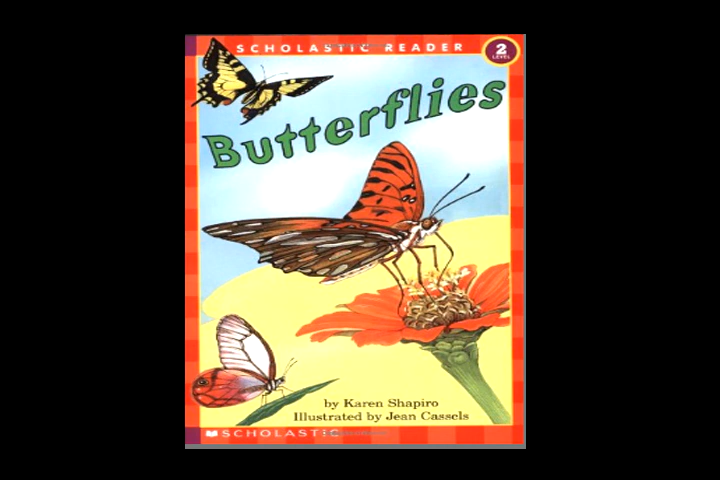 SCHOLASTIC READER
2
LEVEL
Butterflies
by Karen Shapiro
Illustrated by Jean Cassels
SCHOLASTIC